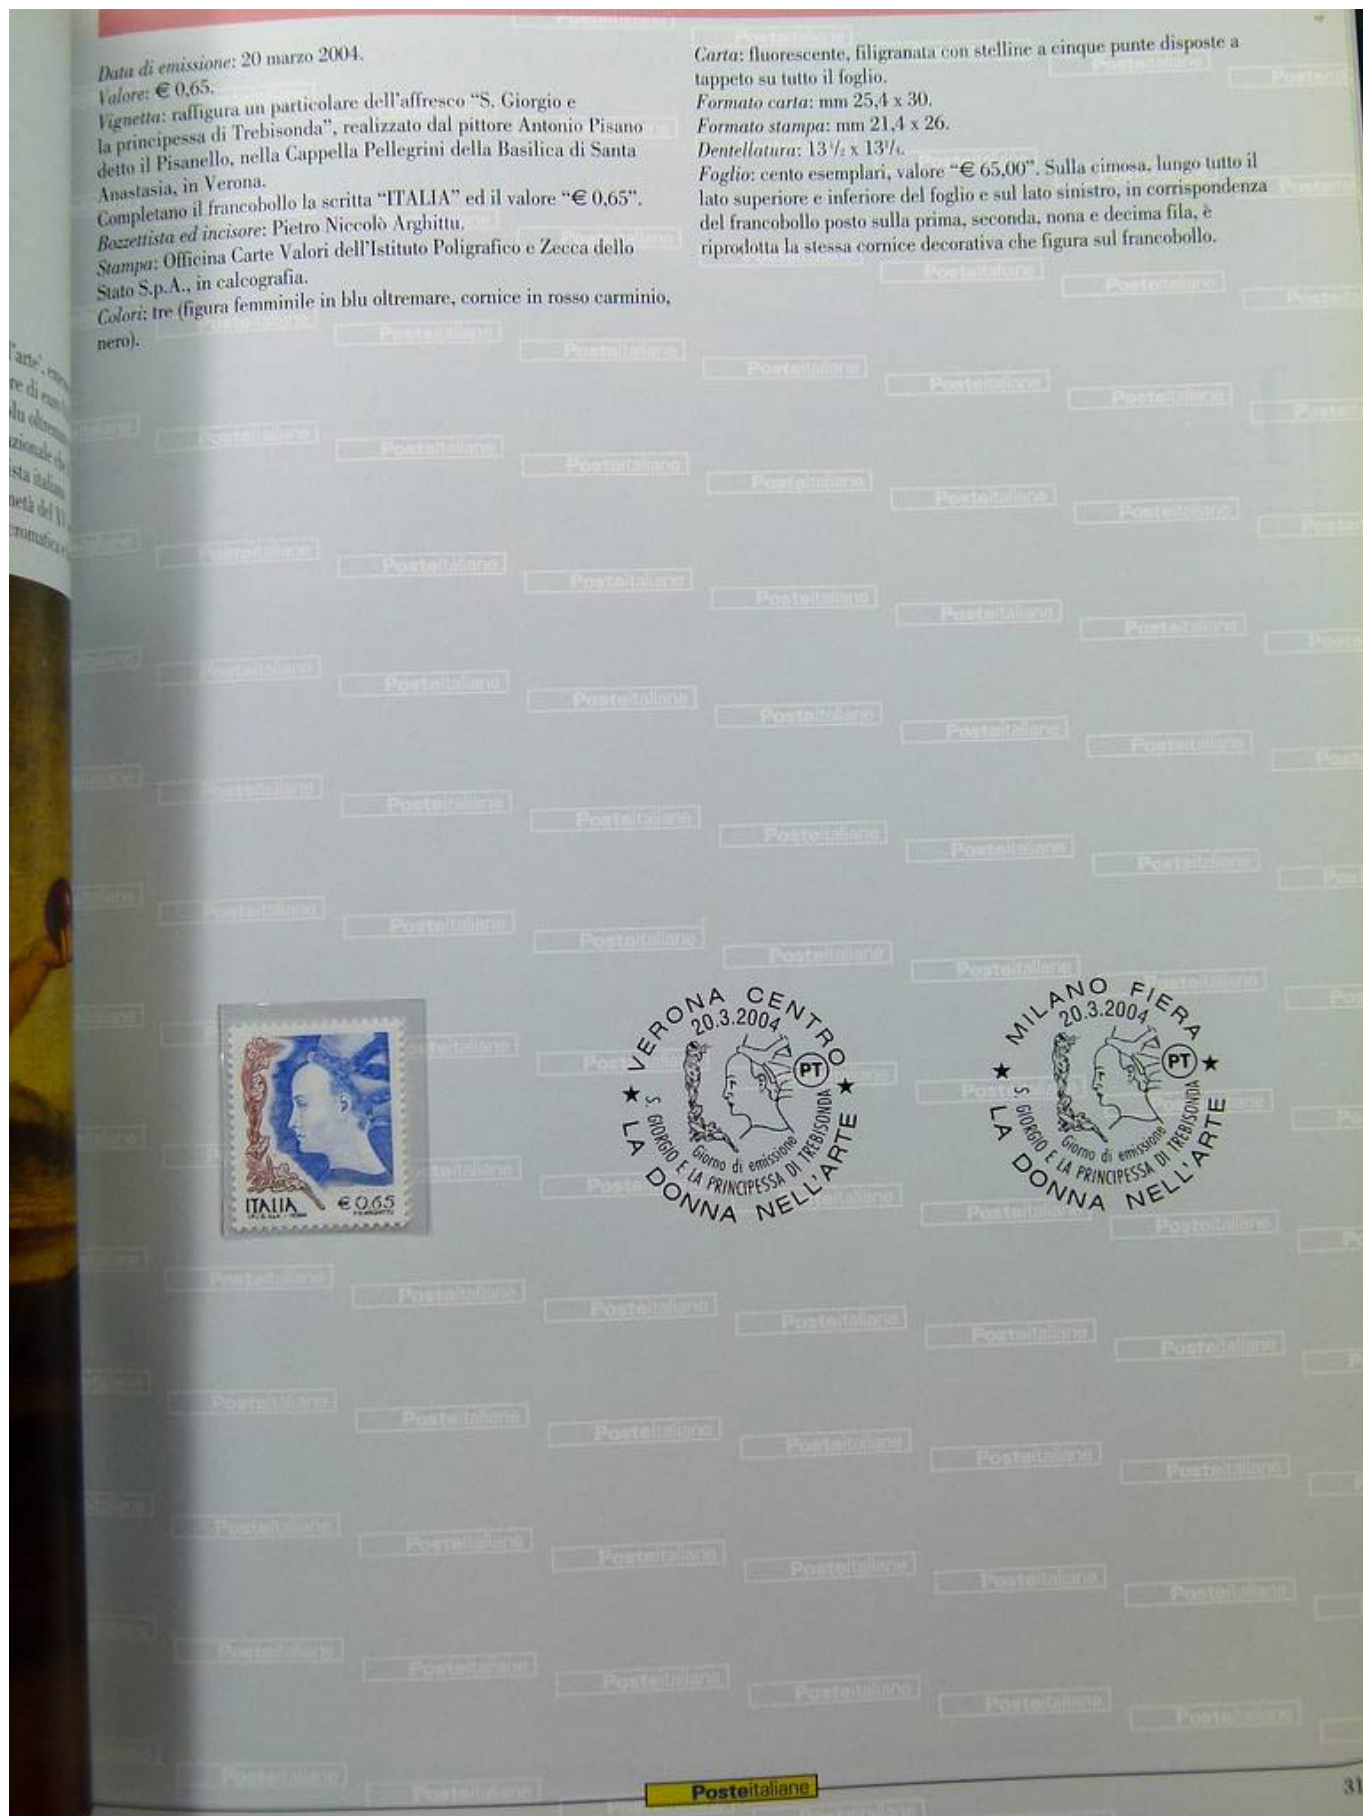 Data di emissione: 20 marzo 2004.
Valore: € 0,65.
Vignetta: raffigura un particolare dell'affresco “S. Giorgio e
la principessa di Trebisonda”, realizzato dal pittore Antonio Pisano
detto il Pisanello, nella Cappella Pellegrini della Basilica di Santa
Anastasia, in Verona.
Completano il francobollo la scritta “ITALIA” ed il valore “€ 0,65”.
Bozzettista ed incisore: Pietro Niccolò Arghittu.
Stampa: Officina Carte Valori dell'Istituto Poligrafico e Zecca dello
Stato S.p.A., in calcografia.
Colori: tre (figura femminile in blu oltremare, cornice in rosso carminio,
nero).
Carta: fluorescente, filigranata con stelline a cinque punte disposte a
tappeto su tutto il foglio.
Formato carta: mm 25,4 x 30.
Formato stampa: mm 21,4 x 26.
Dentellatura: 13 1/2 x 13 1/4.
Foglio: cento esemplari, valore “€ 65,00”. Sulla cimosa, lungo tutto il
lato superiore e inferiore del foglio e sul lato sinistro, in corrispondenza
del francobollo posto sulla prima, seconda, nona e decima fila, è
riprodotta la stessa cornice decorativa che figura sul francobollo.
ITALIA € 0,65
VERONA CENTRO
20.3.2004
PT
Giorno di emissione
S. GIORGIO E LA PRINCIPESSA DI TREBISONDA
★ LA DONNA NELL'ARTE ★
MILANO FIERA
20.3.2004
PT
Giorno di emissione
S. GIORGIO E LA PRINCIPESSA DI TREBISONDA
★ LA DONNA NELL'ARTE ★
Posteitaliane
31